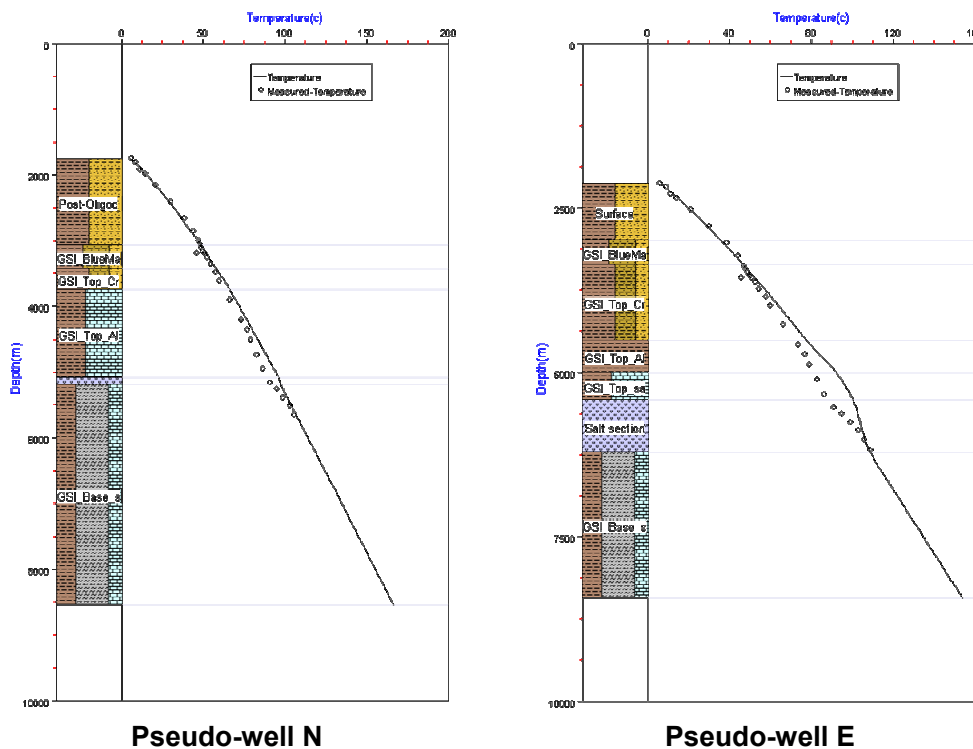 Temperature(c)
0 50 100 150 200
0
2000
4000
6000
8000
10000
Depth(m)
Temperature
Measured-Temperature
Post-Oligoc
GSI_BlueMa
GSI_Top_Cr
GSI_Top_Al
GSI_Base_s
Pseudo-well N
Temperature(c)
0 40 80 120
0
2500
5000
7500
10000
Depth(m)
Temperature
Measured-Temperature
Surface
GSI_BlueMa
GSI_Top_Cr
GSI_Top_Al
GSI_Top_sa
Salt section
GSI_Base_s
Pseudo-well E